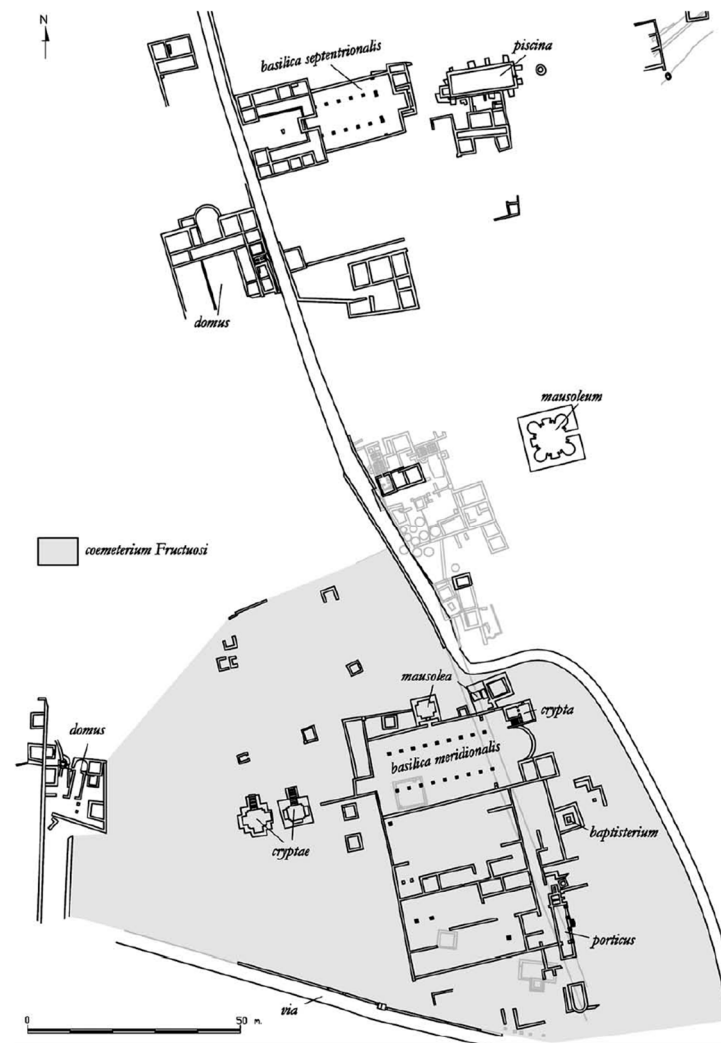 N
basilica septentrionalis
piscina
domus
mausoleum
coemeterium Fructuosi
mausolea
crypta
domus
basilica meridionalis
baptisterium
cryptae
porticus
via
0 50 m.